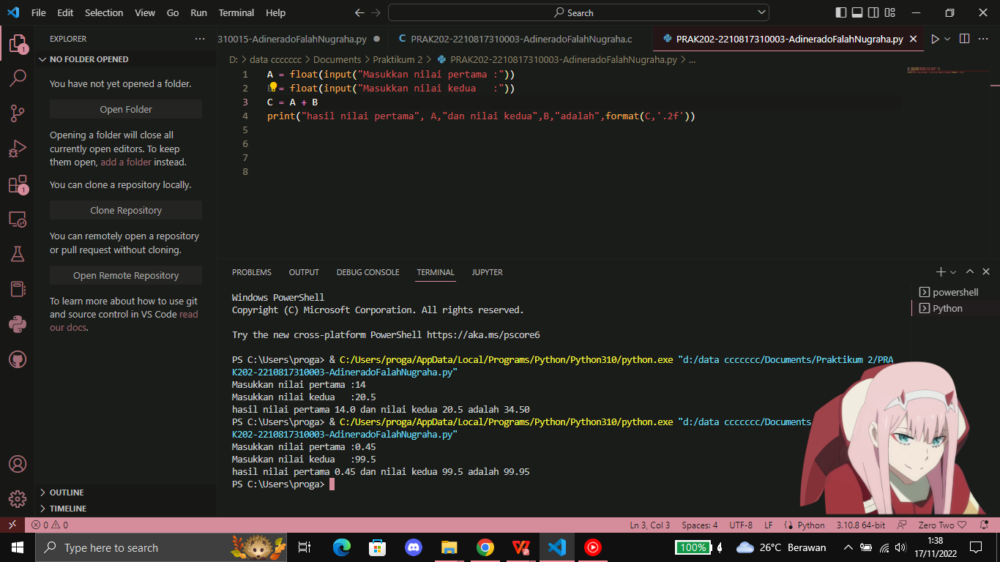 File Edit Selection View Go Run Terminal Help Search
EXPLORER
310015-AdineradoFalahNugraha.py
C PRAK202-2210817310003-AdineradoFalahNugraha.c
PRAK202-2210817310003-AdineradoFalahNugraha.py
NO FOLDER OPENED
D: > data ccccccc > Documents > Praktikum 2 > PRAK202-2210817310003-AdineradoFalahNugraha.py > ...
You have not yet opened a folder.
Open Folder
Opening a folder will close all
currently open editors. To keep
them open, add a folder instead.
You can clone a repository locally.
Clone Repository
You can remotely open a repository
or pull request without cloning.
Open Remote Repository
To learn more about how to use git
and source control in VS Code read
our docs.
OUTLINE
TIMELINE
1 A = float(input("Masukkan nilai pertama :"))
2 = float(input("Masukkan nilai kedua   :"))
3 C = A + B
4 print("hasil nilai pertama", A,"dan nilai kedua",B,"adalah",format(C,'.2f'))
5
6
7
8
PROBLEMS OUTPUT DEBUG CONSOLE TERMINAL JUPYTER
powershell
Python
Windows PowerShell
Copyright (C) Microsoft Corporation. All rights reserved.
Try the new cross-platform PowerShell https://aka.ms/pscore6
PS C:\Users\proga> & C:/Users/proga/AppData/Local/Programs/Python/Python310/python.exe "d:/data ccccccc/Documents/Praktikum 2/PRA
K202-2210817310003-AdineradoFalahNugraha.py"
Masukkan nilai pertama :14
Masukkan nilai kedua   :20.5
hasil nilai pertama 14.0 dan nilai kedua 20.5 adalah 34.50
PS C:\Users\proga> & C:/Users/proga/AppData/Local/Programs/Python/Python310/python.exe "d:/data ccccccc/Documents
K202-2210817310003-AdineradoFalahNugraha.py"
Masukkan nilai pertama :0.45
Masukkan nilai kedua   :99.5
hasil nilai pertama 0.45 dan nilai kedua 99.5 adalah 99.95
PS C:\Users\proga>
1
1
0 0 Ln 3, Col 3 Spaces: 4 UTF-8 LF Python 3.10.8 64-bit Zero Two
Type here to search
100% 26°C Berawan
1:38
17/11/2022